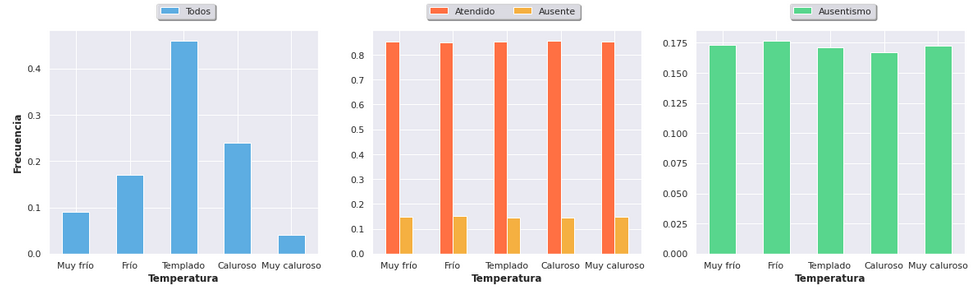 Todos
Frecuencia
0.4
0.3
0.2
0.1
0.0
Muy frío Frío Templado Caluroso Muy caluroso
Temperatura
Atendido Ausente
0.8
0.7
0.6
0.5
0.4
0.3
0.2
0.1
0.0
Muy frío Frío Templado Caluroso Muy caluroso
Temperatura
Ausentismo
0.175
0.150
0.125
0.100
0.075
0.050
0.025
0.000
Muy frío Frío Templado Caluroso Muy caluroso
Temperatura